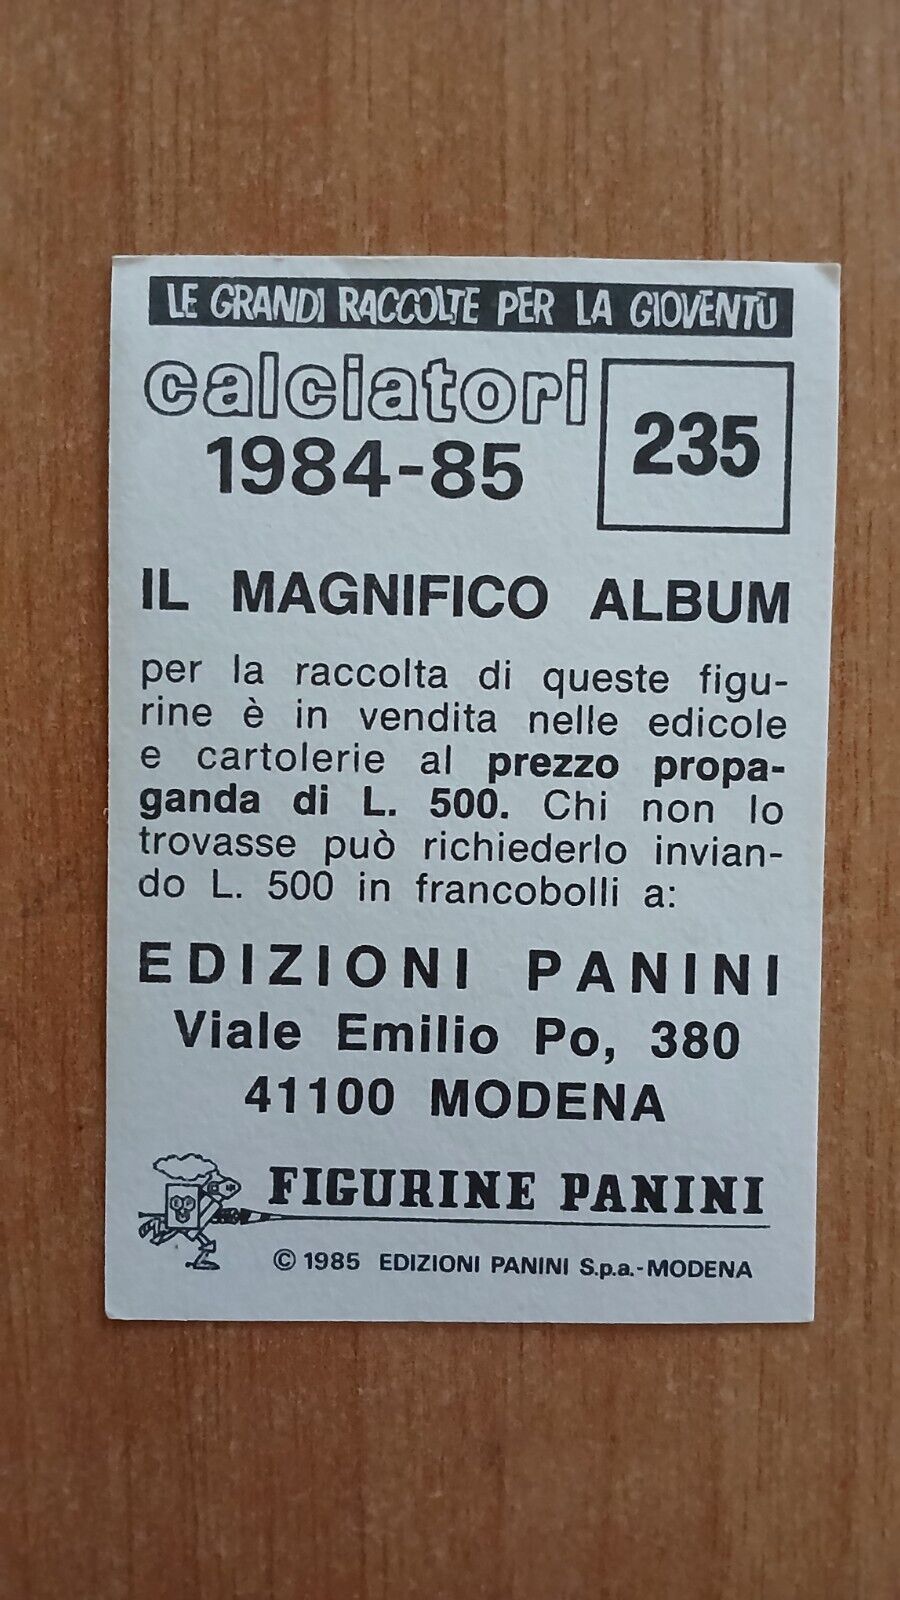 LE GRANDI RACCOLTE PER LA GIOVENTÙ
calciatori
1984-85
235
IL MAGNIFICO ALBUM
per la raccolta di queste figu-
rine è in vendita nelle edicole
e cartolerie al prezzo propa-
ganda di L. 500. Chi non lo
trovasse può richiederlo invian-
do L. 500 in francobolli a:
EDIZIONI PANINI
Viale Emilio Po, 380
41100 MODENA
FIGURINE PANINI
© 1985 EDIZIONI PANINI S.p.a.-MODENA